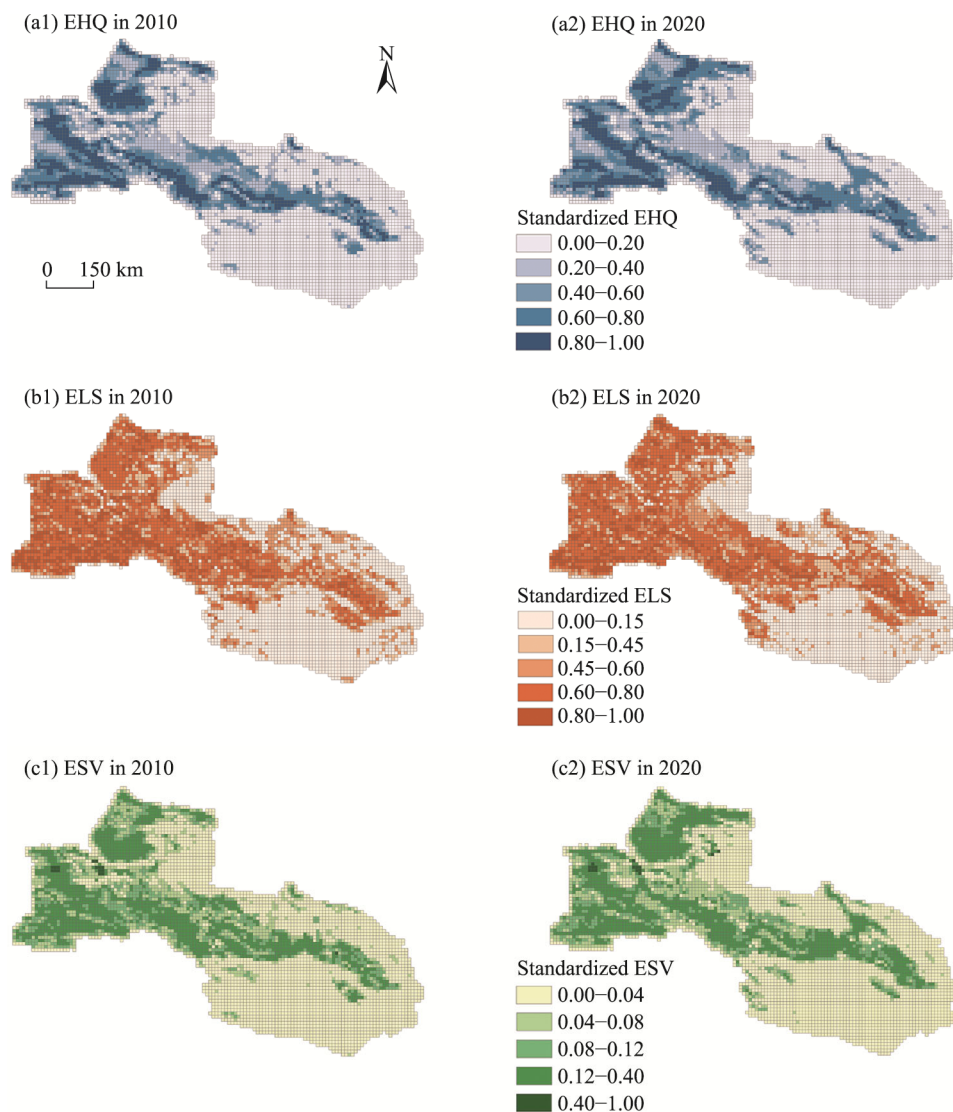 (a1) EHQ in 2010
(a2) EHQ in 2020
N
0 150 km
Standardized EHQ
0.00−0.20
0.20−0.40
0.40−0.60
0.60−0.80
0.80−1.00
(b1) ELS in 2010
(b2) ELS in 2020
Standardized ELS
0.00−0.15
0.15−0.45
0.45−0.60
0.60−0.80
0.80−1.00
(c1) ESV in 2010
(c2) ESV in 2020
Standardized ESV
0.00−0.04
0.04−0.08
0.08−0.12
0.12−0.40
0.40−1.00